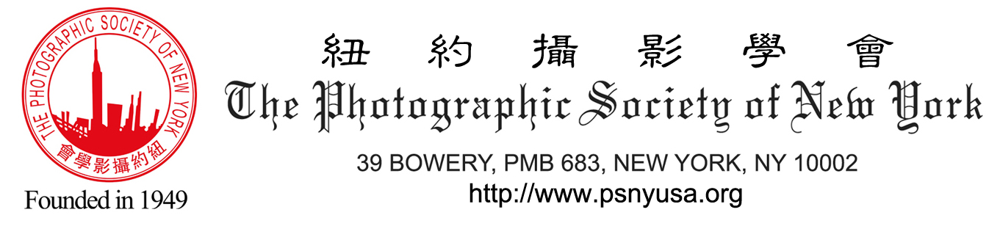 THE PHOTOGRAPHIC SOCIETY OF NEW YORK
會學影攝約紐
Founded in 1949
紐約攝影學會
The Photographic Society of New York
39 BOWERY, PMB 683, NEW YORK, NY 10002
http://www.psnyusa.org